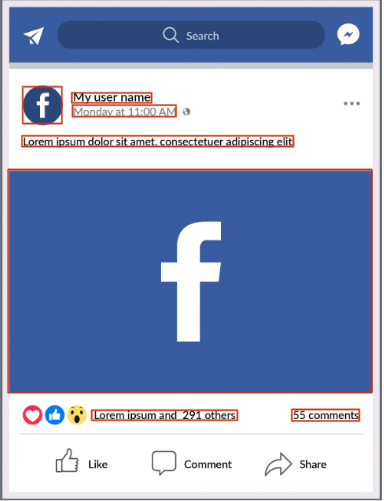 Search
My user name
Monday at 11:00 AM
Lorem ipsum dolor sit amet, consectetuer adipiscing elit
Lorem ipsum and 291 others
55 comments
Like
Comment
Share